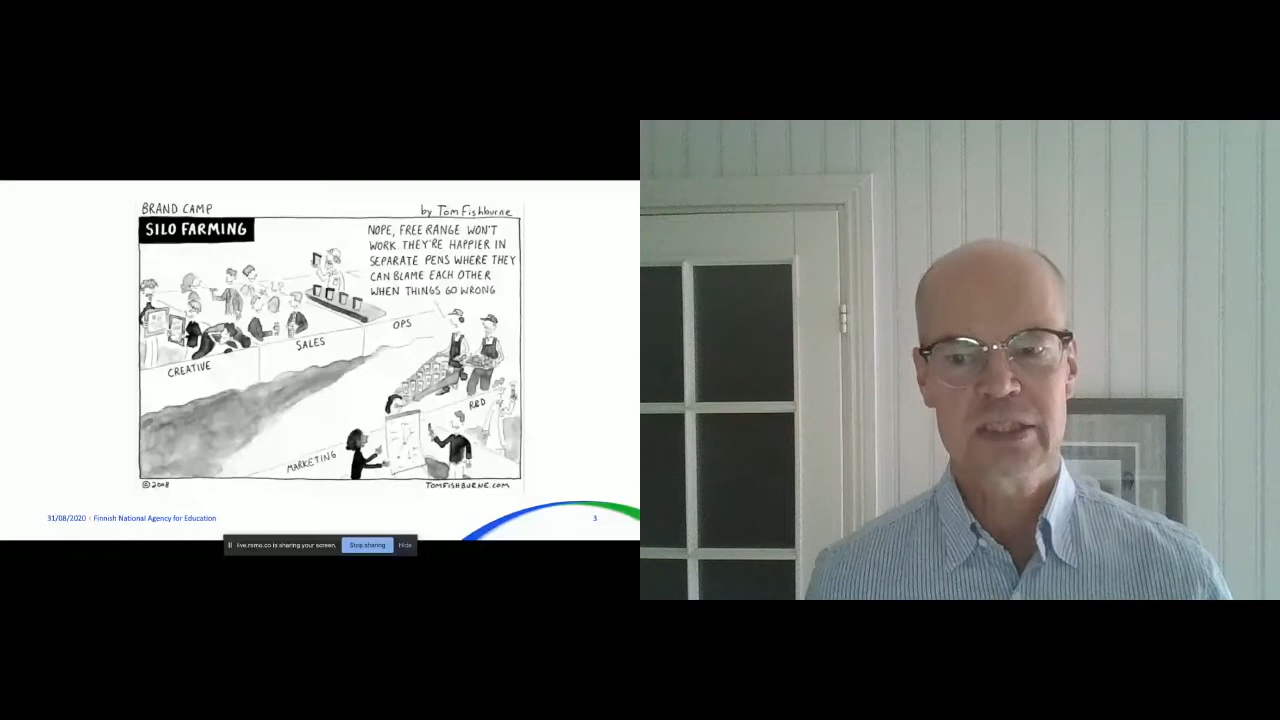 BRAND CAMP
by Tom Fishburne
SILO FARMING
NOPE, FREE RANGE WON'T
WORK THEY'RE HAPPIER IN
SEPARATE PENS WHERE THEY
CAN BLAME EACH OTHER
WHEN THINGS GO WRONG
OPS
SALES
CREATIVE
R&D
MARKETING
©2008
TOMFISHBURNE.COM
31/08/2020 Finnish National Agency for Education
3
live.remo.co is sharing your screen.
Stop sharing
Hide